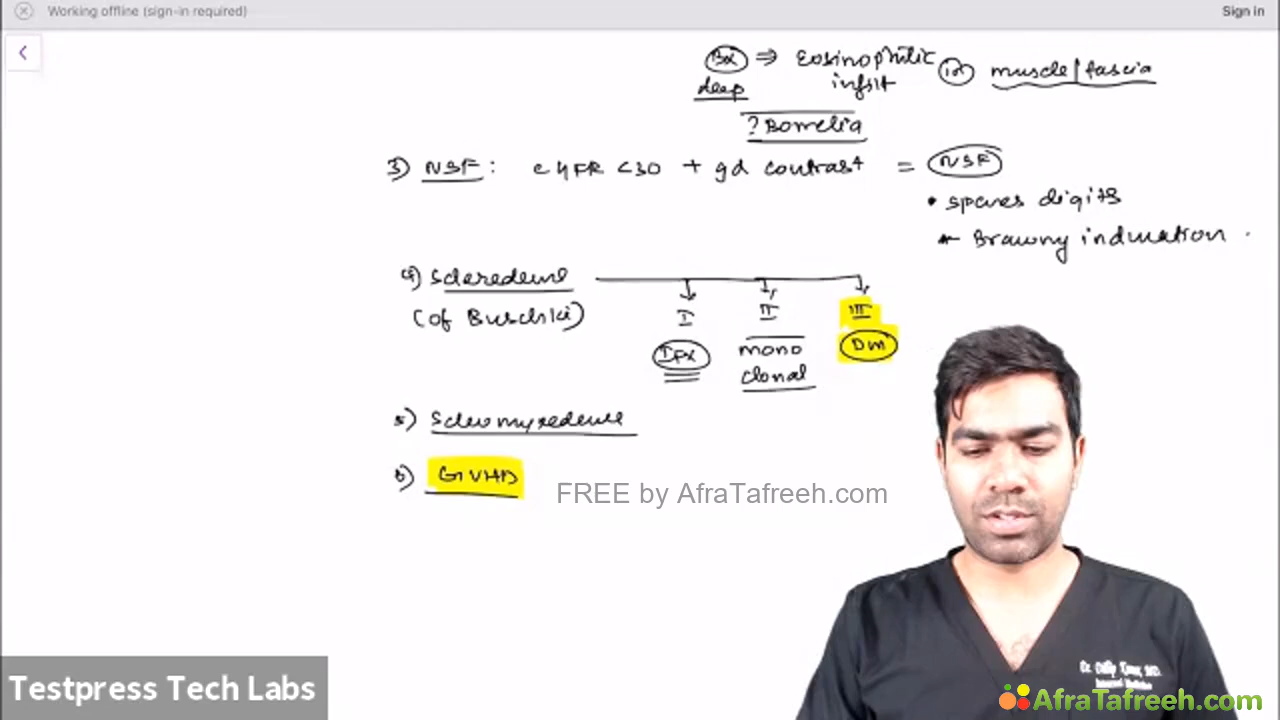 Working offline (sign-in required)
Sign in
Bx ⇒ Eosinophilic in muscle/fascia
deep infilt
? Borrelia
3) NSF : eGFR <30 + gd contrast = NSF
• spares digits
Brawny induration
4) Scleredema
(of Buschke)
I II III
Ifx mono DM
clonal
5) Scleromyxedema
6) GVHD
FREE by AfraTafreeh.com
Testpress Tech Labs
AfraTafreeh.com